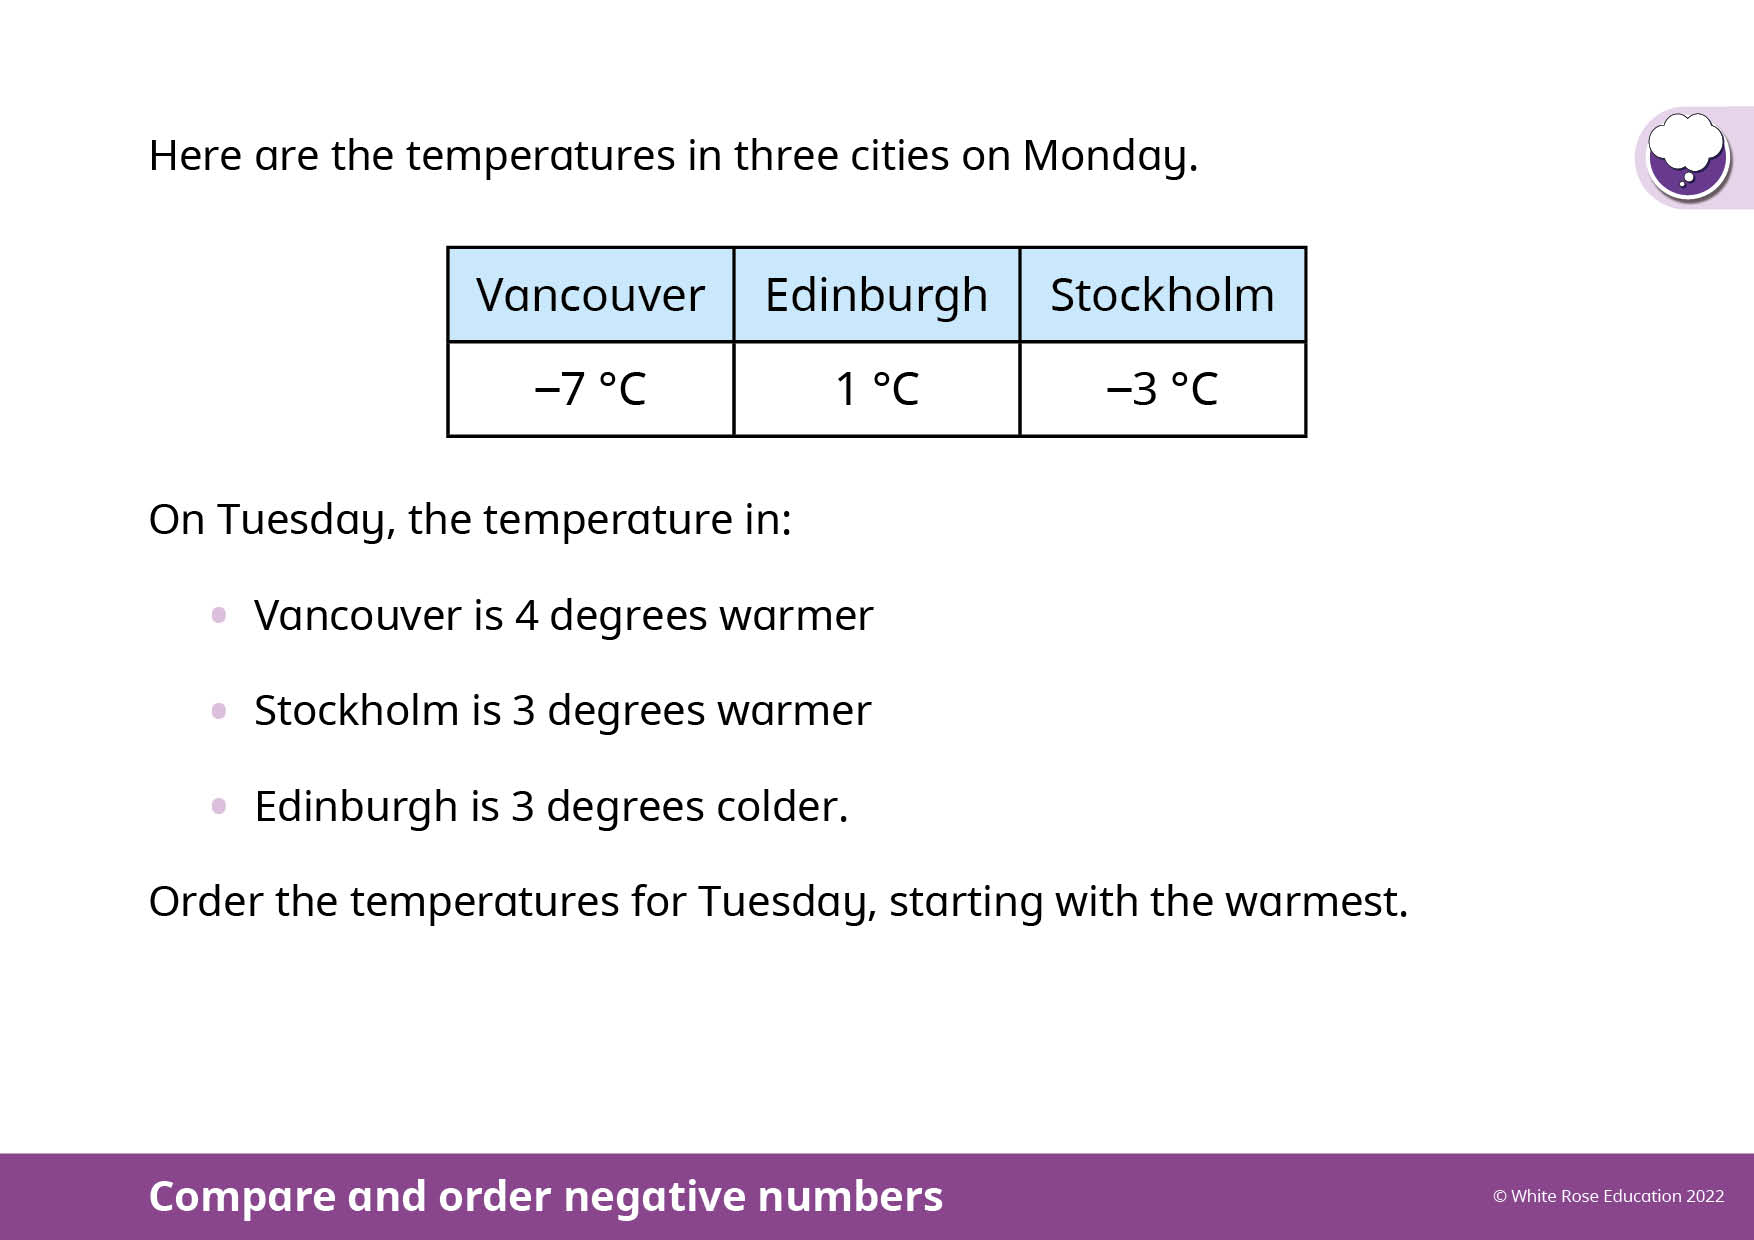 Here are the temperatures in three cities on Monday.
Vancouver Edinburgh Stockholm
–7 °C 1 °C –3 °C
On Tuesday, the temperature in:
• Vancouver is 4 degrees warmer
• Stockholm is 3 degrees warmer
• Edinburgh is 3 degrees colder.
Order the temperatures for Tuesday, starting with the warmest.
Compare and order negative numbers
© White Rose Education 2022